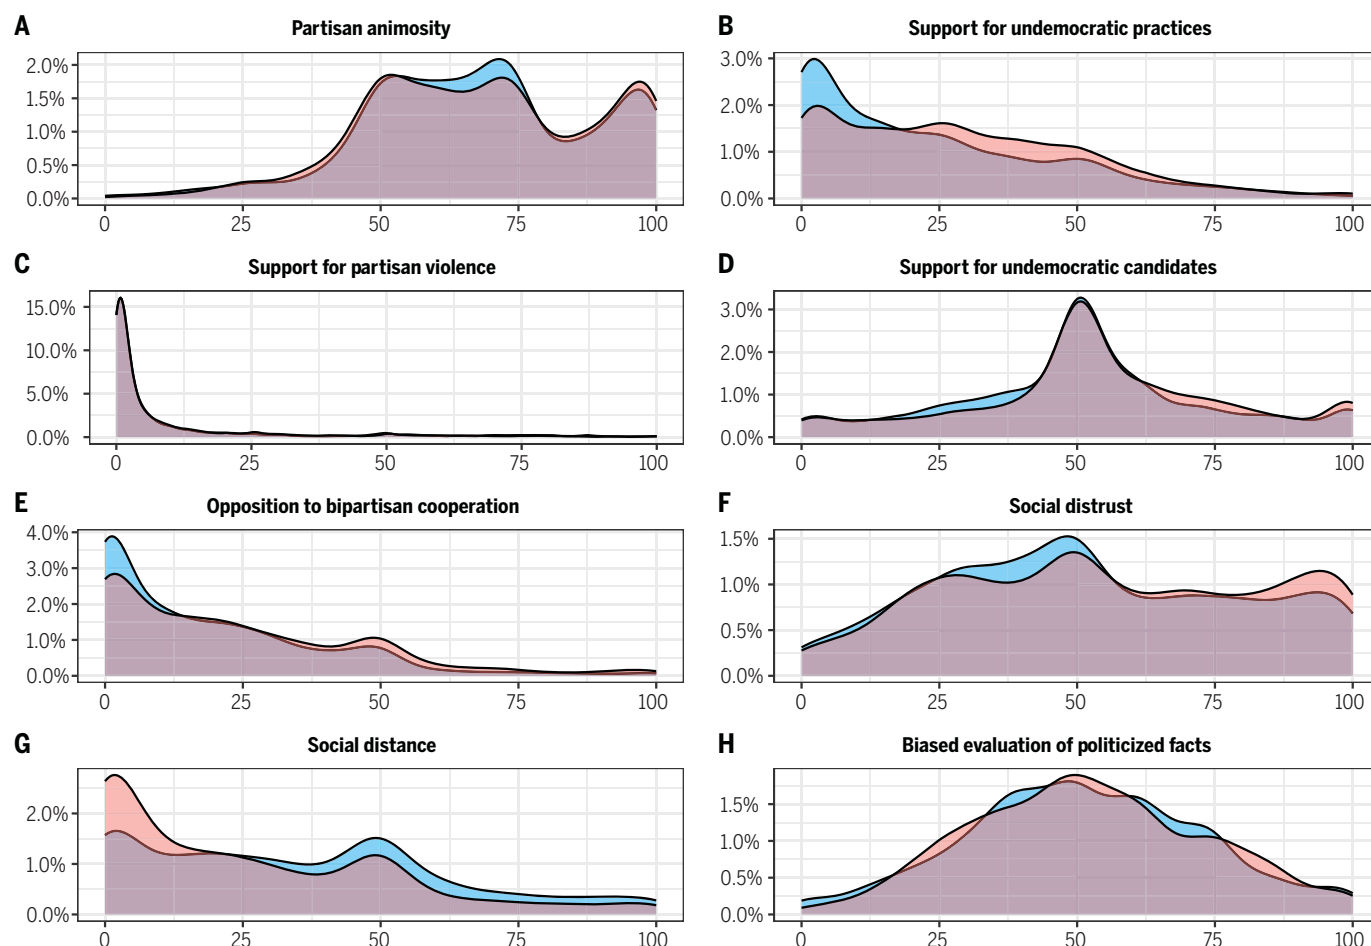 A Partisan animosity
2.0%
1.5%
1.0%
0.5%
0.0%
0 25 50 75 100
B Support for undemocratic practices
3.0%
2.0%
1.0%
0.0%
0 25 50 75 100
C Support for partisan violence
15.0%
10.0%
5.0%
0.0%
0 25 50 75 100
D Support for undemocratic candidates
3.0%
2.0%
1.0%
0.0%
0 25 50 75 100
E Opposition to bipartisan cooperation
4.0%
3.0%
2.0%
1.0%
0.0%
0 25 50 75 100
F Social distrust
1.5%
1.0%
0.5%
0.0%
0 25 50 75 100
G Social distance
2.0%
1.0%
0.0%
0 25 50 75 100
H Biased evaluation of politicized facts
1.5%
1.0%
0.5%
0.0%
0 25 50 75 100